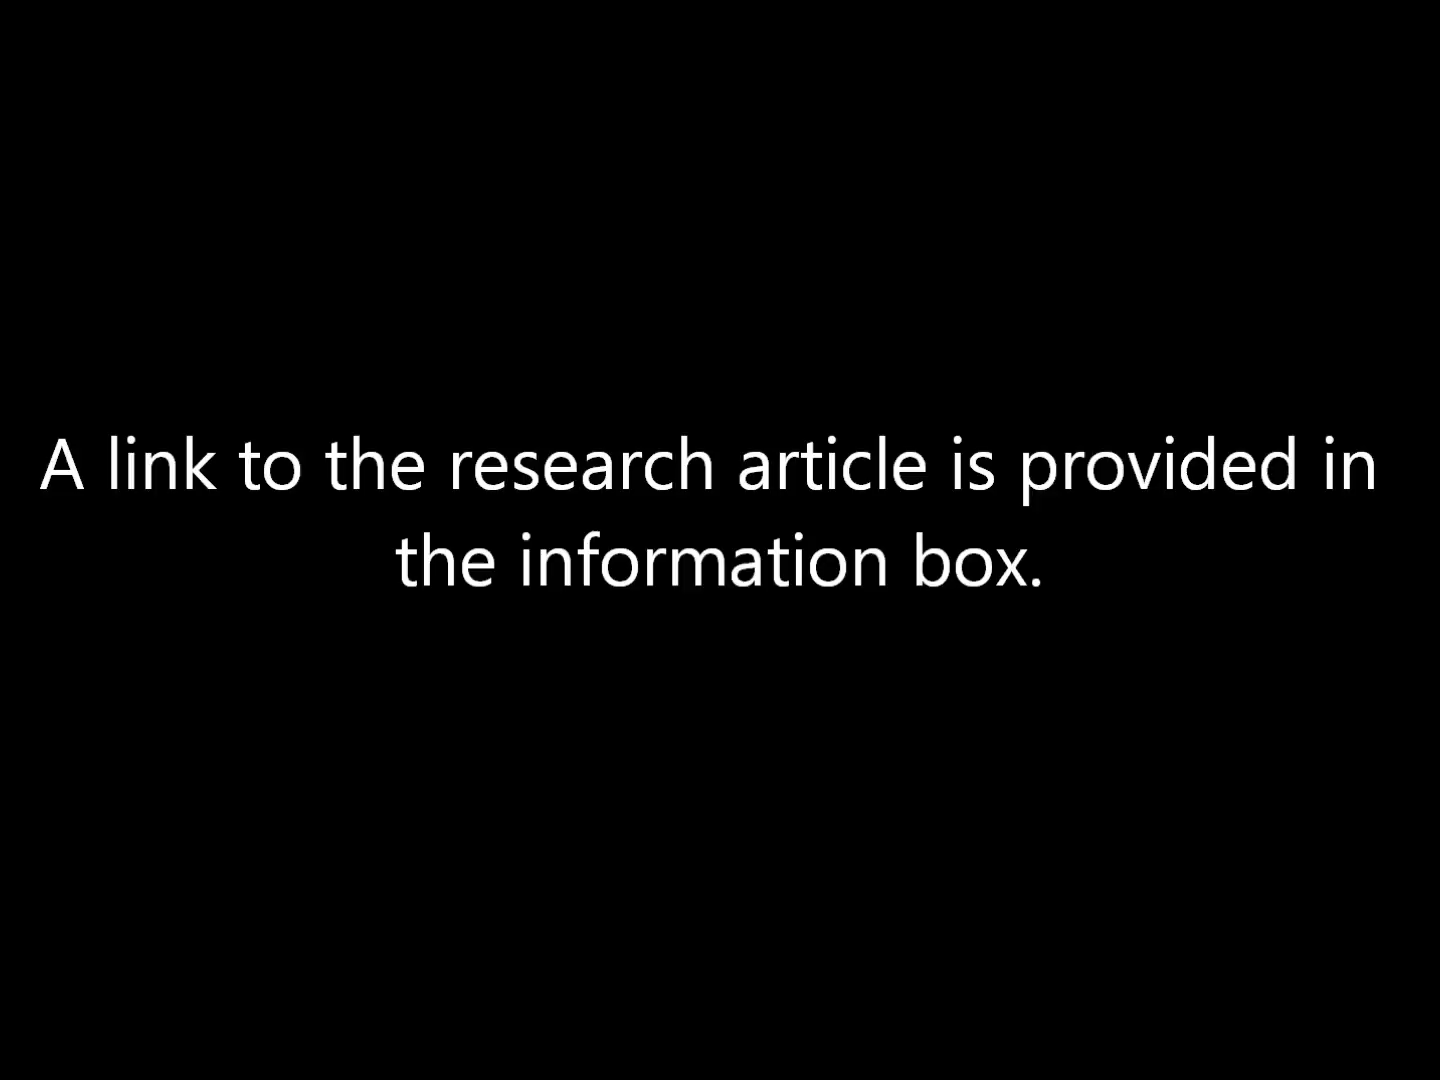 A link to the research article is provided in
the information box.